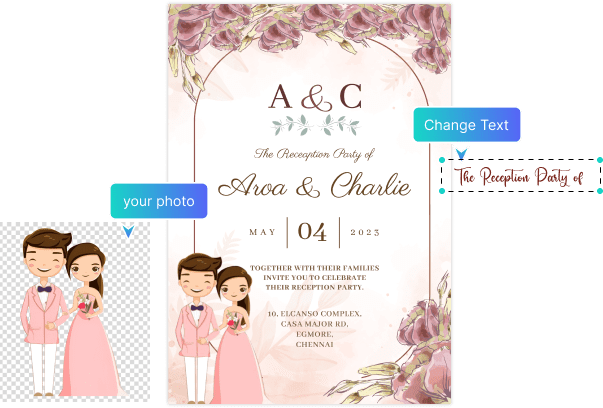 A & C
Change Text
The Reception Party of
The Recception Party of
Aroa & Charlie
your photo
MAY 04 2023
TOGETHER WITH THEIR FAMILIES
INVITE YOU TO CELEBRATE
THEIR RECEPTION PARTY.
10, ELCANSO COMPLEX,
CASA MAJOR RD,
EGMORE,
CHENNAI